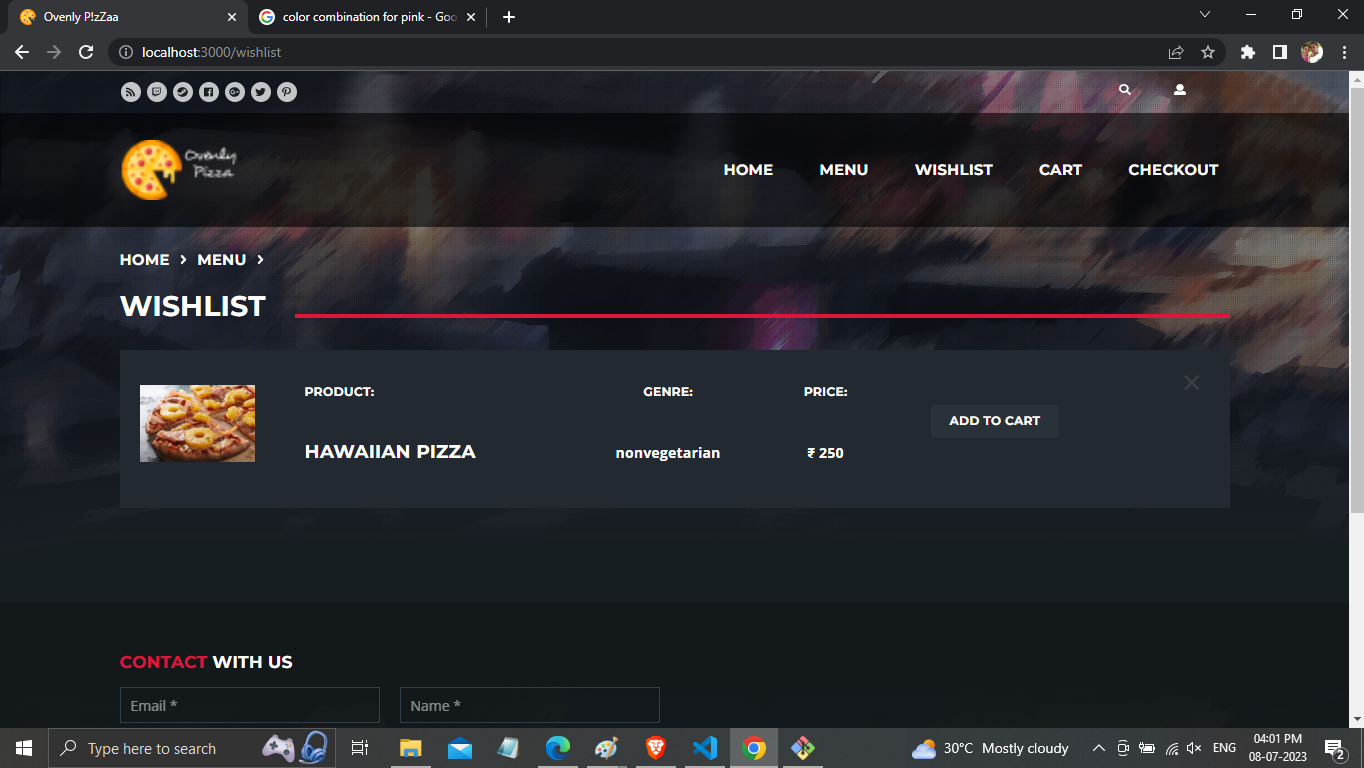 Ovenly P!zZaa
color combination for pink - Goo
localhost:3000/wishlist
Ovenly
Pizza
HOME MENU WISHLIST CART CHECKOUT
HOME MENU
WISHLIST
PRODUCT: GENRE: PRICE:
ADD TO CART
HAWAIIAN PIZZA nonvegetarian ₹ 250
CONTACT WITH US
Email * Name *
Type here to search
30°C Mostly cloudy
ENG
04:01 PM
08-07-2023
2